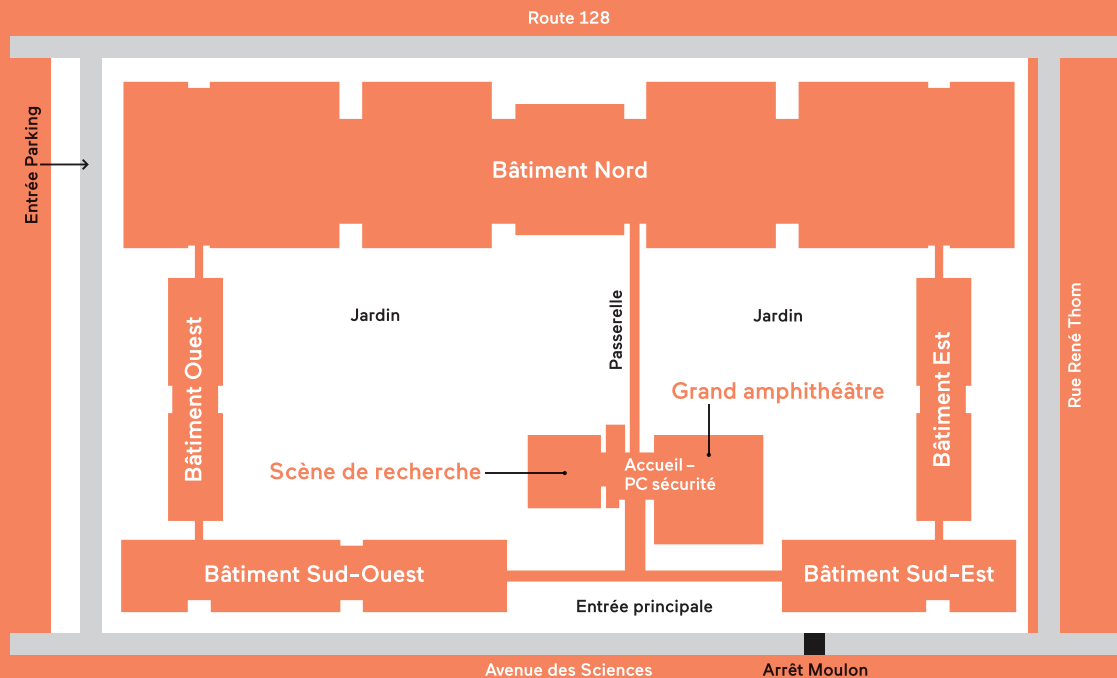 Route 128
Entrée Parking
Bâtiment Nord
Jardin
Passerelle
Jardin
Rue René Thom
Bâtiment Ouest
Bâtiment Est
Grand amphithéâtre
Scène de recherche
Accueil –
PC sécurité
Bâtiment Sud-Ouest
Bâtiment Sud-Est
Entrée principale
Avenue des Sciences
Arrêt Moulon